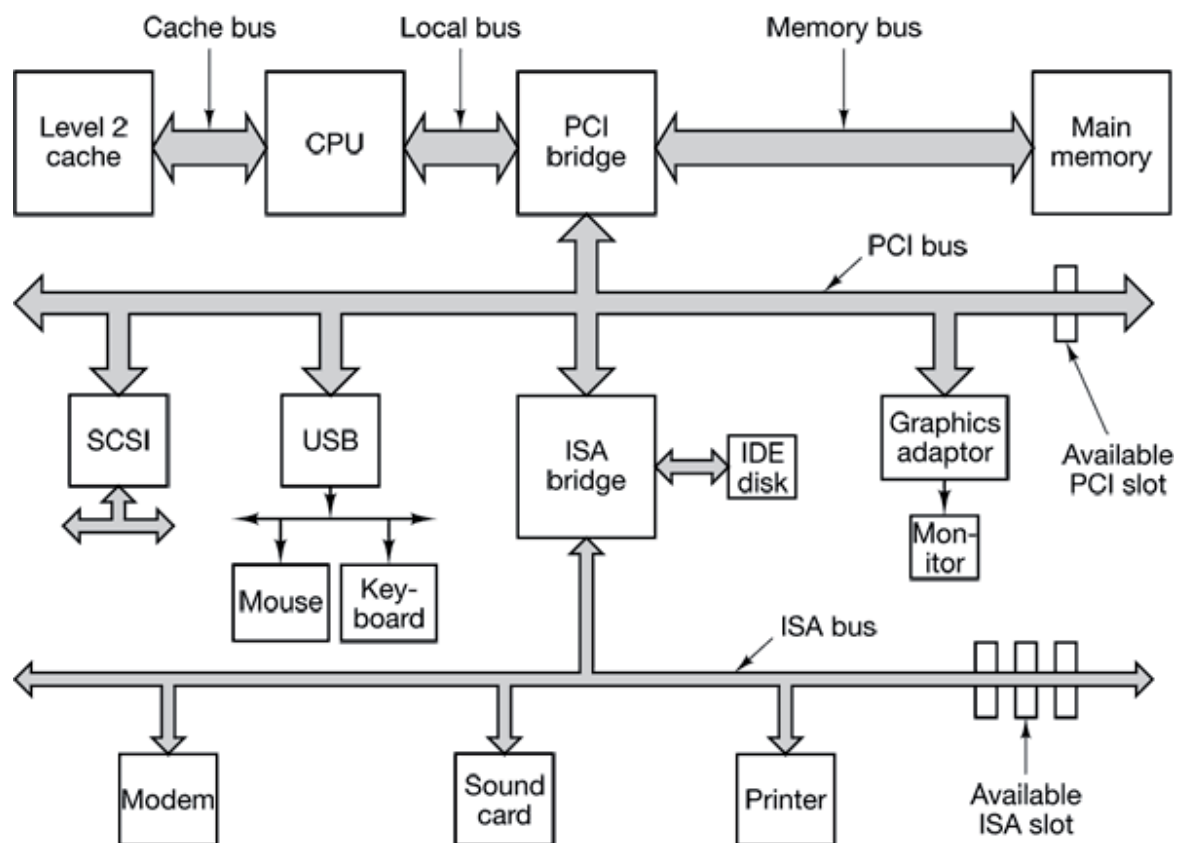 Cache bus
Local bus
Memory bus
Level 2
cache
CPU
PCI
bridge
Main
memory
PCI bus
SCSI
USB
ISA
bridge
IDE
disk
Graphics
adaptor
Available
PCI slot
Mon-
itor
Mouse
Key-
board
ISA bus
Modem
Sound
card
Printer
Available
ISA slot